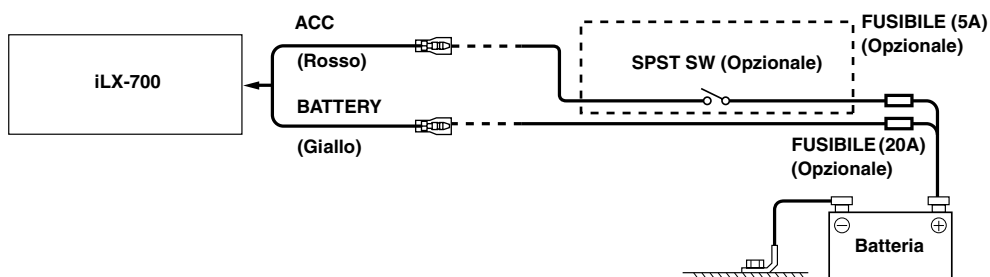 ACC
FUSIBILE (5A)
(Opzionale)
(Rosso)
SPST SW (Opzionale)
iLX-700
BATTERY
(Giallo)
FUSIBILE (20A)
(Opzionale)
Batteria